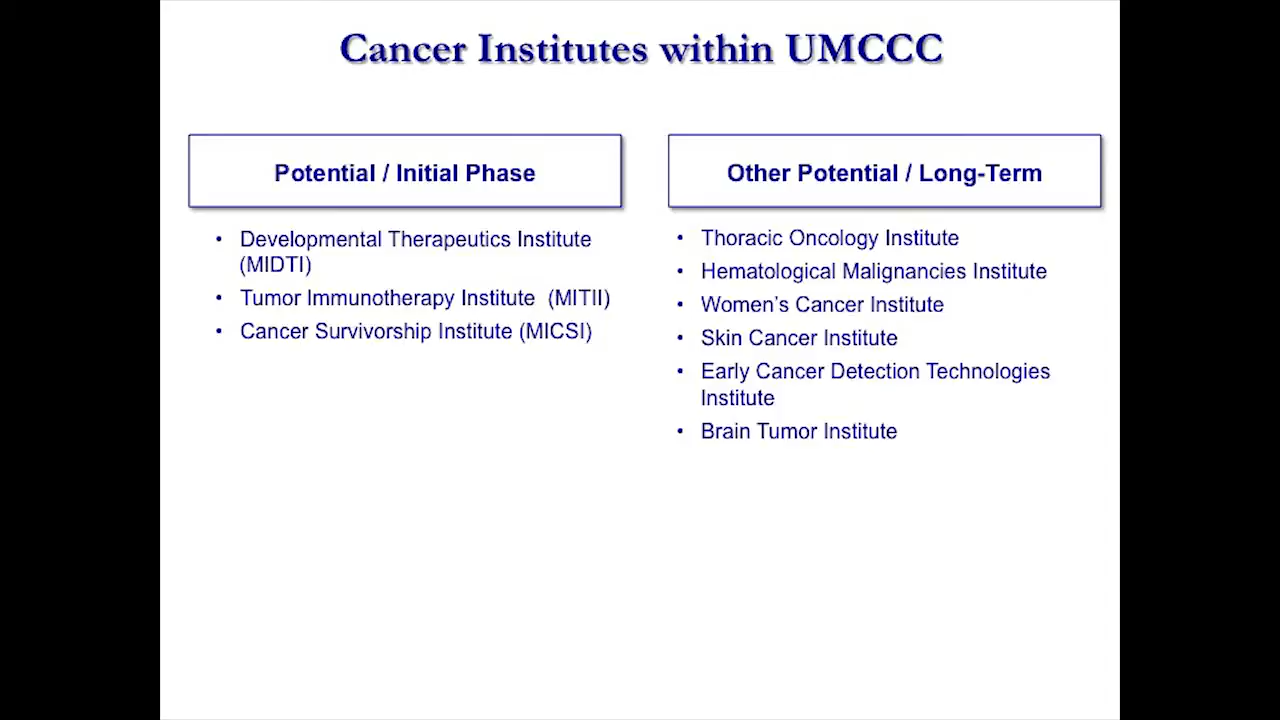 Cancer Institutes within UMCCC
Potential / Initial Phase
• Developmental Therapeutics Institute
(MIDTI)
• Tumor Immunotherapy Institute (MITII)
• Cancer Survivorship Institute (MICSI)
Other Potential / Long-Term
• Thoracic Oncology Institute
• Hematological Malignancies Institute
• Women’s Cancer Institute
• Skin Cancer Institute
• Early Cancer Detection Technologies
Institute
• Brain Tumor Institute